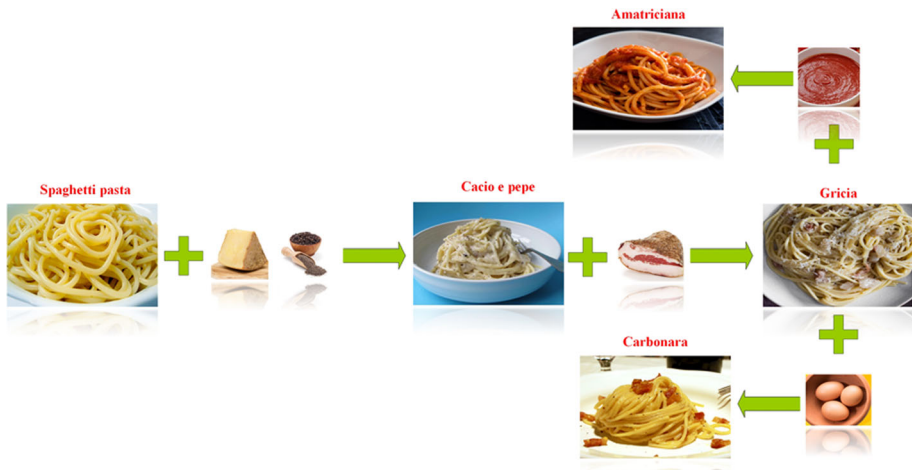 Amatriciana
Spaghetti pasta
Cacio e pepe
Gricia
Carbonara